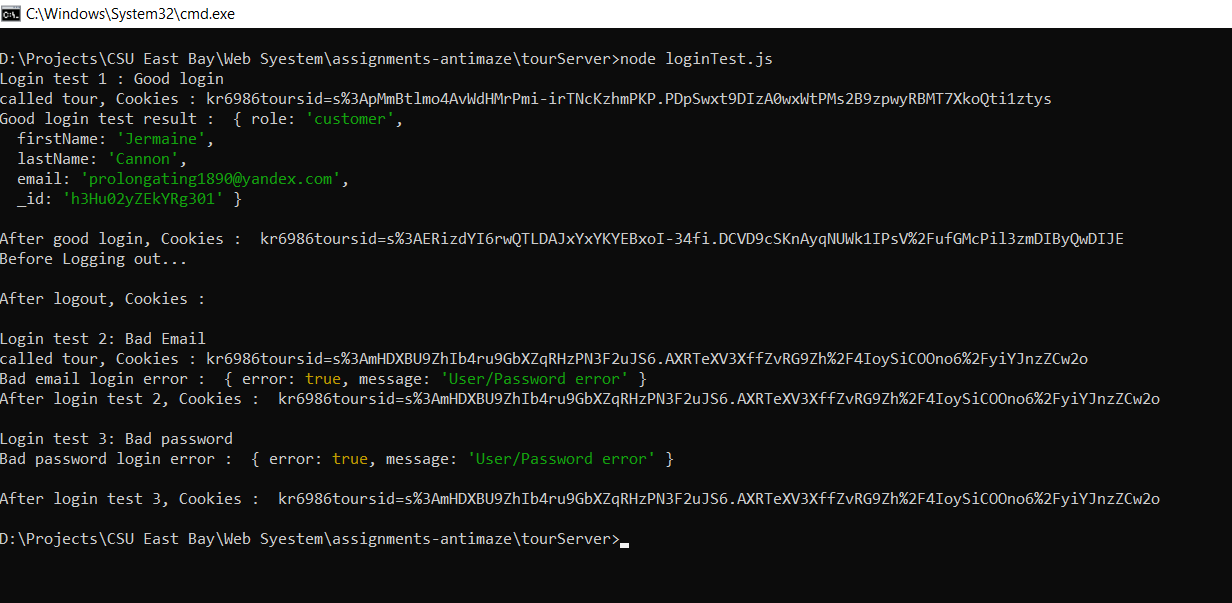 C:\Windows\System32\cmd.exe
D:\Projects\CSU East Bay\Web Syestem\assignments-antimaze\tourServer>node loginTest.js
Login test 1 : Good login
called tour, Cookies : kr6986toursid=s%3ApMmBtlmo4AvWdHMrPmi-irTNcKzhmPKP.PDpSwxt9DIzA0wxWtPMs2B9zpwyRBMT7XkoQti1ztys
Good login test result :  { role: 'customer',
  firstName: 'Jermaine',
  lastName: 'Cannon',
  email: 'prolongating1890@yandex.com',
  _id: 'h3Hu02yZEkYRg301' }
After good login, Cookies :  kr6986toursid=s%3AERizdYI6rwQTLDAJxYxYKYEBxoI-34fi.DCVD9cSKnAyqNUWk1IPsV%2FufGMcPil3zmDIByQwDIJE
Before Logging out...
After logout, Cookies :
Login test 2: Bad Email
called tour, Cookies : kr6986toursid=s%3AmHDXBU9ZhIb4ru9GbXZqRHzPN3F2uJS6.AXRTeXV3XffZvRG9Zh%2F4IoySiCOOno6%2FyiYJnzZCw2o
Bad email login error :  { error: true, message: 'User/Password error' }
After login test 2, Cookies :  kr6986toursid=s%3AmHDXBU9ZhIb4ru9GbXZqRHzPN3F2uJS6.AXRTeXV3XffZvRG9Zh%2F4IoySiCOOno6%2FyiYJnzZCw2o
Login test 3: Bad password
Bad password login error :  { error: true, message: 'User/Password error' }
After login test 3, Cookies :  kr6986toursid=s%3AmHDXBU9ZhIb4ru9GbXZqRHzPN3F2uJS6.AXRTeXV3XffZvRG9Zh%2F4IoySiCOOno6%2FyiYJnzZCw2o
D:\Projects\CSU East Bay\Web Syestem\assignments-antimaze\tourServer>